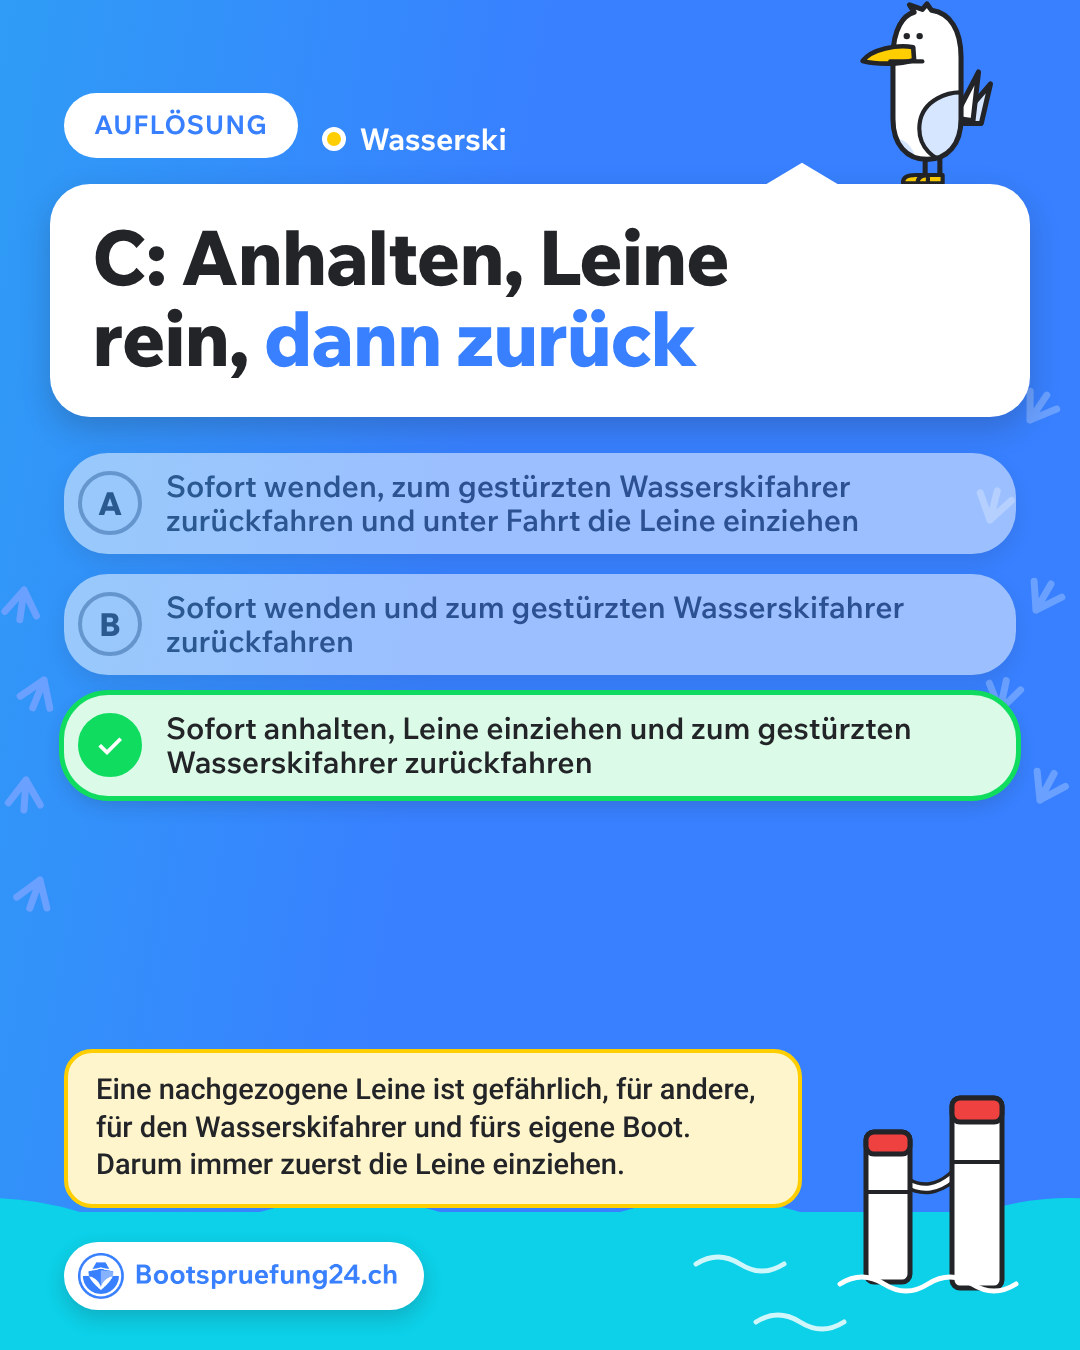 AUFLÖSUNG
Wasserski
C: Anhalten, Leine
rein, dann zurück
A
Sofort wenden, zum gestürzten Wasserskifahrer
zurückfahren und unter Fahrt die Leine einziehen
B
Sofort wenden und zum gestürzten Wasserskifahrer
zurückfahren
Sofort anhalten, Leine einziehen und zum gestürzten
Wasserskifahrer zurückfahren
Eine nachgezogene Leine ist gefährlich, für andere,
für den Wasserskifahrer und fürs eigene Boot.
Darum immer zuerst die Leine einziehen.
Bootspruefung24.ch